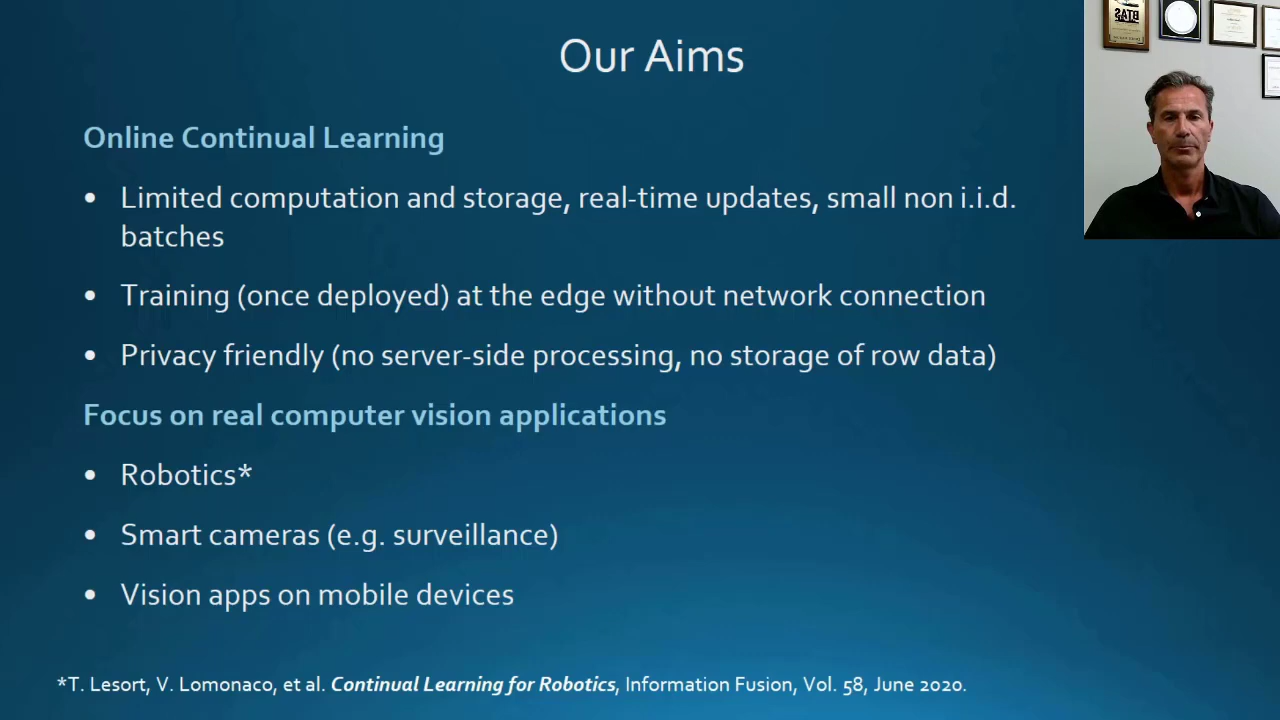 Our Aims
Online Continual Learning
• Limited computation and storage, real-time updates, small non i.i.d.
batches
• Training (once deployed) at the edge without network connection
• Privacy friendly (no server-side processing, no storage of row data)
Focus on real computer vision applications
• Robotics*
• Smart cameras (e.g. surveillance)
• Vision apps on mobile devices
*T. Lesort, V. Lomonaco, et al. Continual Learning for Robotics, Information Fusion, Vol. 58, June 2020.
BTAS